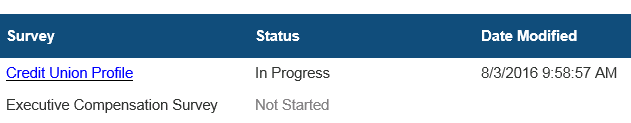 Survey Status Date Modified
Credit Union Profile In Progress 8/3/2016 9:58:57 AM
Executive Compensation Survey Not Started